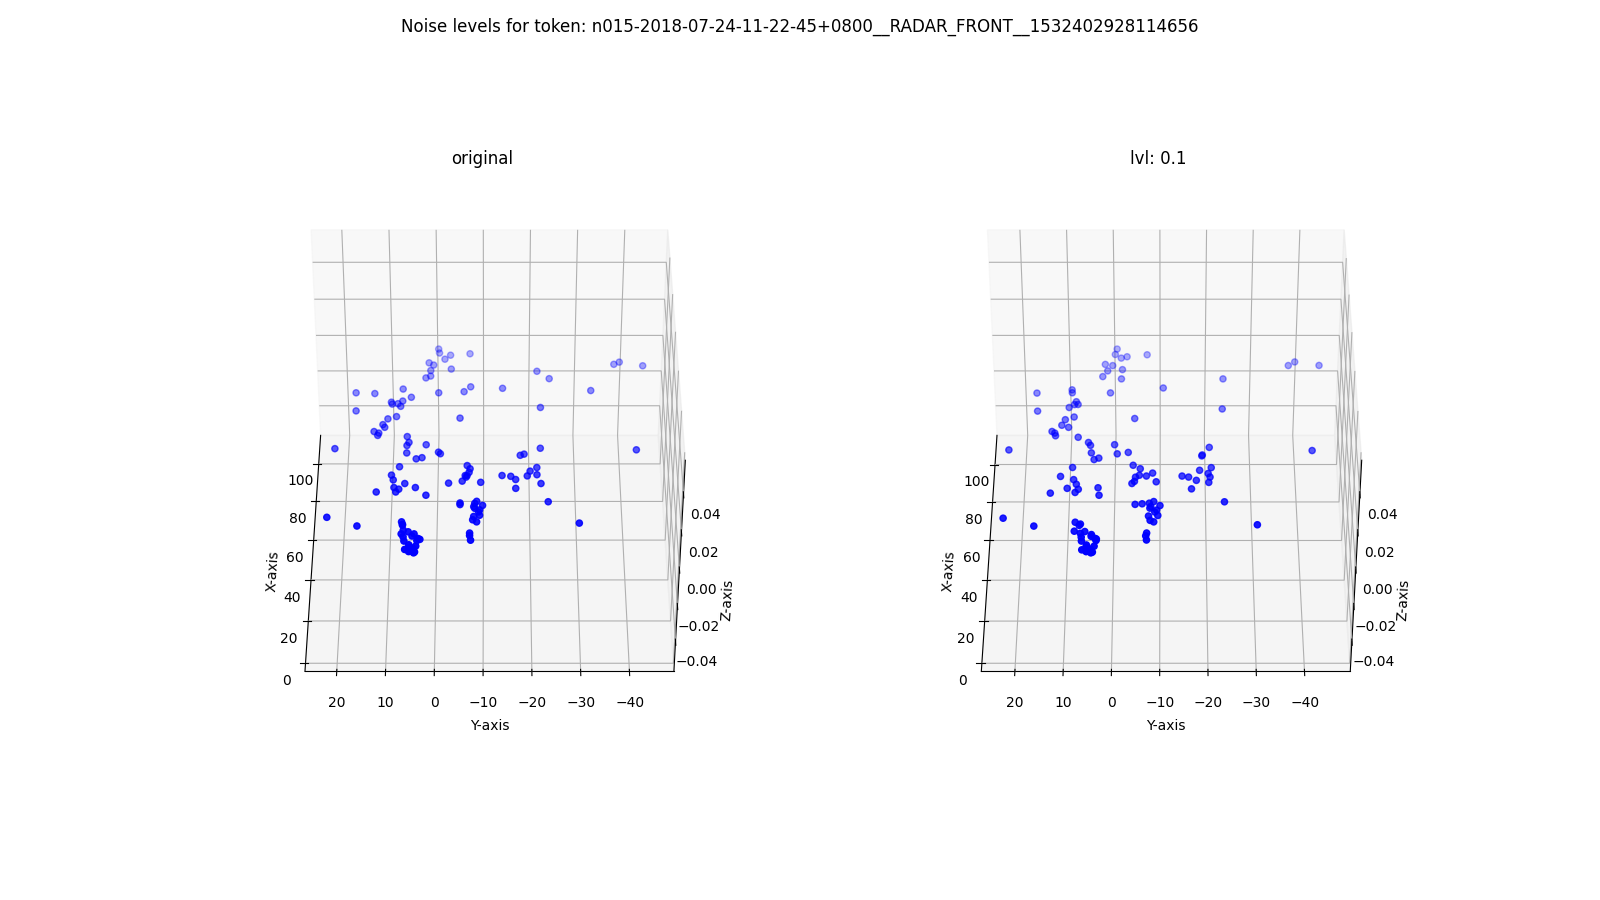 Noise levels for token: n015-2018-07-24-11-22-45+0800__RADAR_FRONT__1532402928114656
original
100
80
60
40
20
0
X-axis
20 10 0 −10 −20 −30 −40
Y-axis
0.04
0.02
0.00
−0.02
−0.04
Z-axis
lvl: 0.1
100
80
60
40
20
0
X-axis
20 10 0 −10 −20 −30 −40
Y-axis
0.04
0.02
0.00
−0.02
−0.04
Z-axis